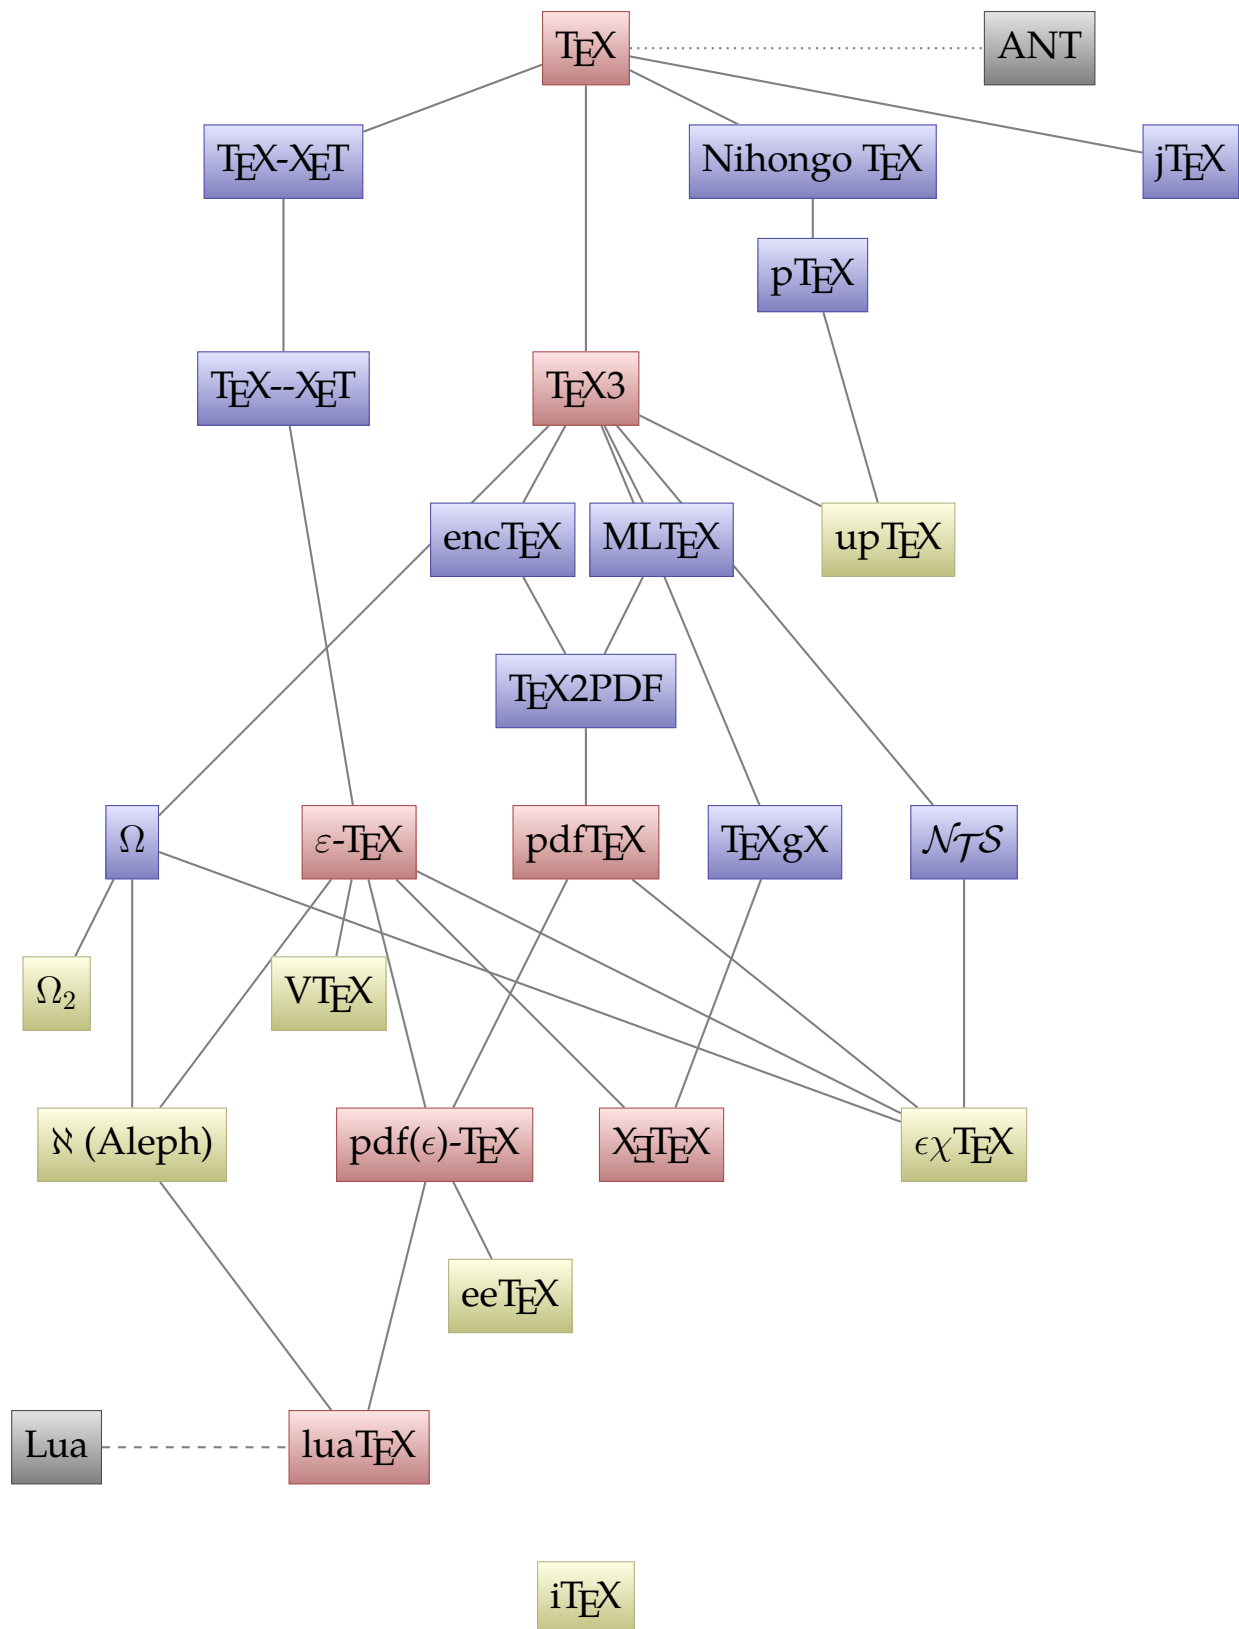 TEX
ANT
TEX-XET
Nihongo TEX
jTEX
pTEX
TEX--XET
TEX3
encTEX
MLTEX
upTEX
TEX2PDF
Ω
ε-TEX
pdfTEX
TEXgX
NTS
Ω₂
VTEX
ℵ (Aleph)
pdf(ϵ)-TEX
XƎTEX
ϵχTEX
eeTEX
Lua
luaTEX
iTEX